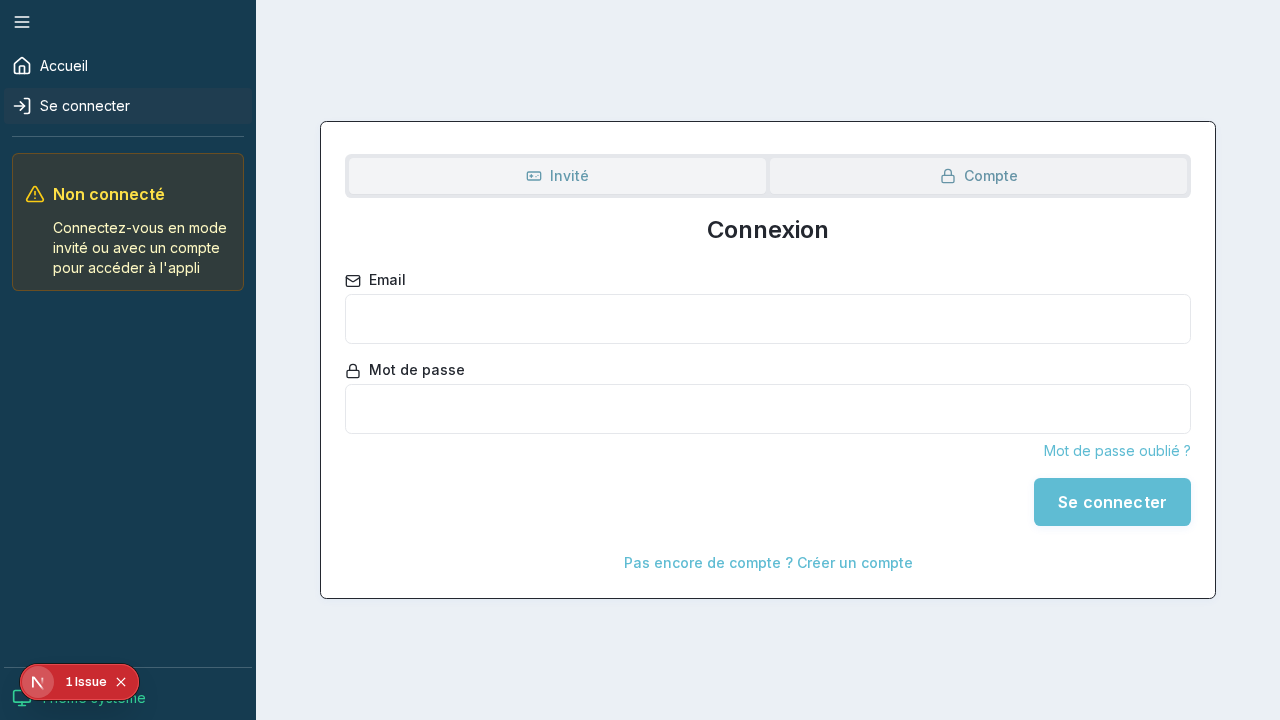 Accueil
Se connecter
Non connecté
Connectez-vous en mode
invité ou avec un compte
pour accéder à l'appli
1 Issue
système
Invité
Compte
Connexion
Email
Mot de passe
Mot de passe oublié ?
Se connecter
Pas encore de compte ? Créer un compte